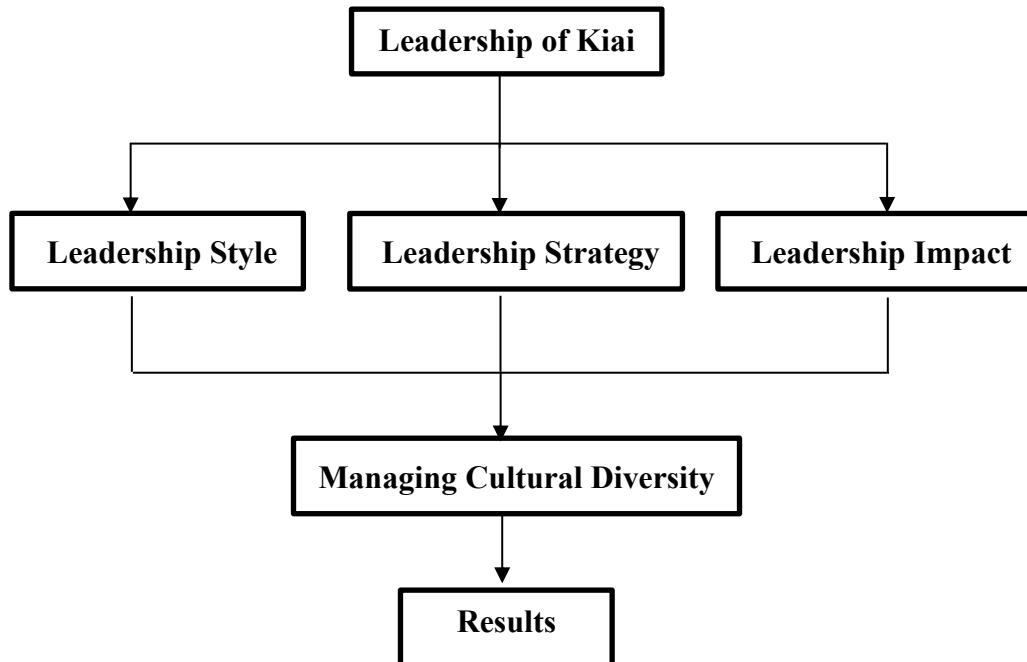 Leadership of Kiai
Leadership Style
Leadership Strategy
Leadership Impact
Managing Cultural Diversity
Results